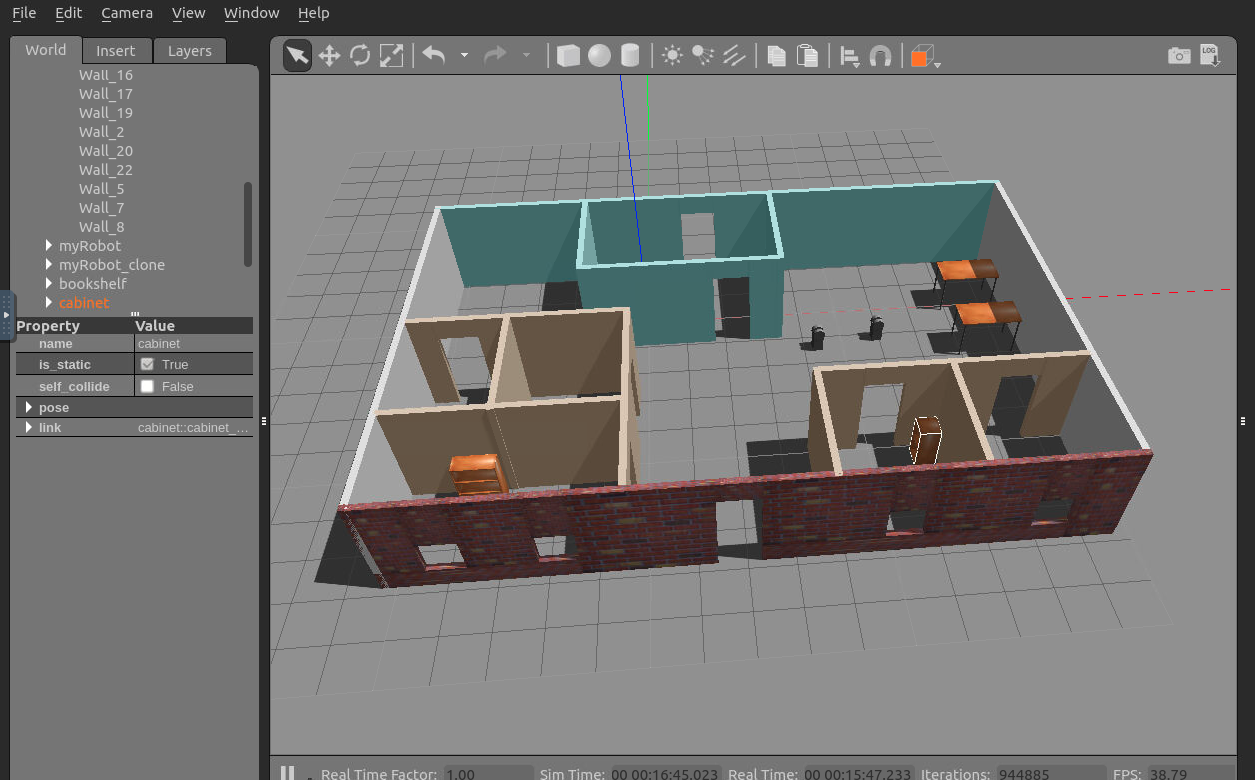 File Edit Camera View Window Help
World Insert Layers
LOG
Wall_16
Wall_17
Wall_19
Wall_2
Wall_20
Wall_22
Wall_5
Wall_7
Wall_8
myRobot
myRobot_clone
bookshelf
cabinet
Property Value
name cabinet
is_static True
self_collide False
pose
link cabinet::cabinet_...
Real Time Factor: 1.00 Sim Time: 00 00:16:45.023 Real Time: 00 00:15:47.233 Iterations: 944885 FPS: 38.79